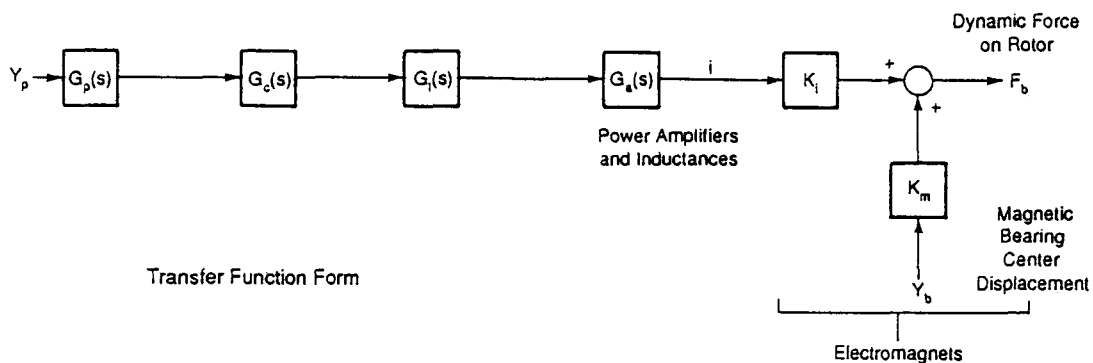 Dynamic Force
on Rotor
Y_p G_p(s) G_c(s) G_i(s) G_a(s) i K_i + F_b
+
Power Amplifiers
and Inductances
K_m
Magnetic
Bearing
Center
Displacement
Transfer Function Form
Y_b
Electromagnets